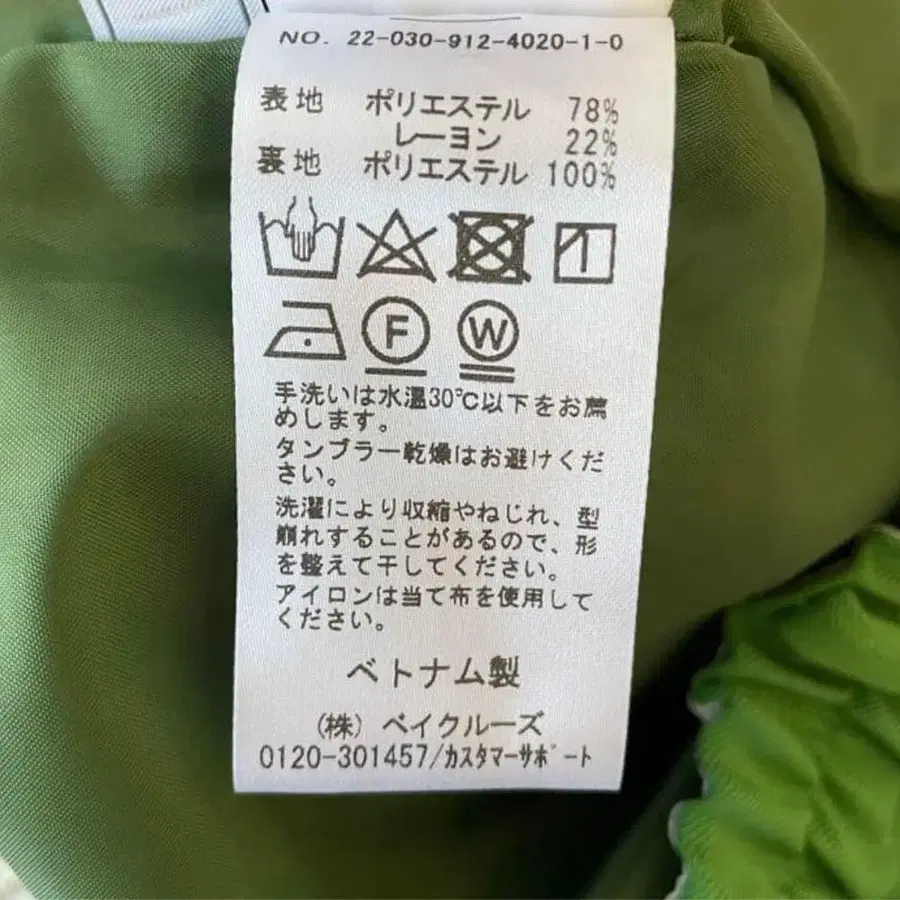 NO. 22-030-912-4020-1-0
表地 ポリエステル 78%
レーヨン 22%
裏地 ポリエステル 100%
F W
手洗いは水温30℃以下をお薦
めします。
タンブラー乾燥はお避けくだ
さい。
洗濯により収縮やねじれ、型
崩れすることがあるので、形
を整えて干してください。
アイロンは当て布を使用して
ください。
ベトナム製
(株) ベイクルーズ
0120-301457/カスタマーサポート